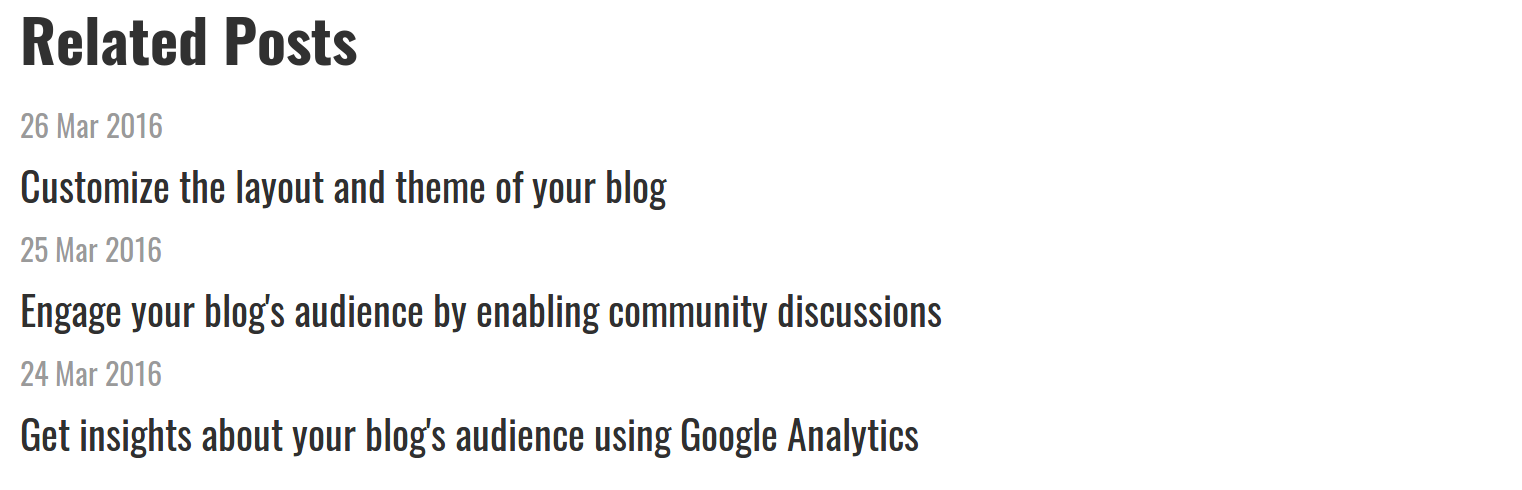 Related Posts
26 Mar 2016
Customize the layout and theme of your blog
25 Mar 2016
Engage your blog's audience by enabling community discussions
24 Mar 2016
Get insights about your blog's audience using Google Analytics